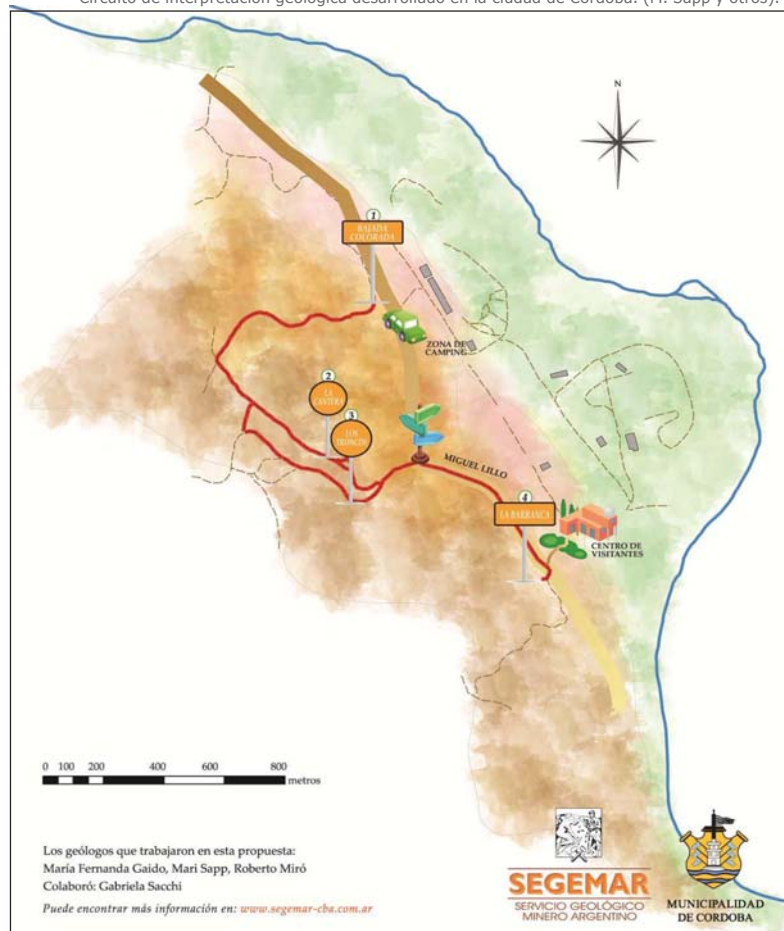 Circuito de interpretación geológica desarrollado en la ciudad de Córdoba. (M. Sapp y otros).
N
1
BAJADA
COLORADA
ZONA DE
CAMPING
2
LA
CANTERA
3
LOS
MIGUEL LILLO
4
LA BARRANCA
CENTRO DE
VISITANTES
0 100 200 400 600 800
metros
Los geólogos que trabajaron en esta propuesta:
María Fernanda Gaido, Mari Sapp, Roberto Miró
Colaboró: Gabriela Sacchi
Puede encontrar más información en: www.segemar-cba.com.ar
SEGEMAR
SERVICIO GEOLÓGICO
MINERO ARGENTINO
MUNICIPALIDAD
DE CORDOBA